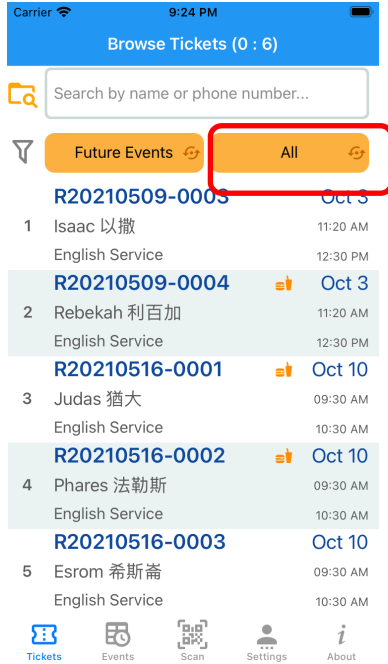 Carrier 9:24 PM
Browse Tickets (0 : 6)
Search by name or phone number...
Future Events All
R20210509-0003 Oct 3
1 Isaac 以撒 11:20 AM
English Service 12:30 PM
R20210509-0004 Oct 3
2 Rebekah 利百加 11:20 AM
English Service 12:30 PM
R20210516-0001 Oct 10
3 Judas 猶大 09:30 AM
English Service 10:30 AM
R20210516-0002 Oct 10
4 Phares 法勒斯 09:30 AM
English Service 10:30 AM
R20210516-0003 Oct 10
5 Esrom 希斯崙 09:30 AM
English Service 10:30 AM
Tickets Events Scan Settings About